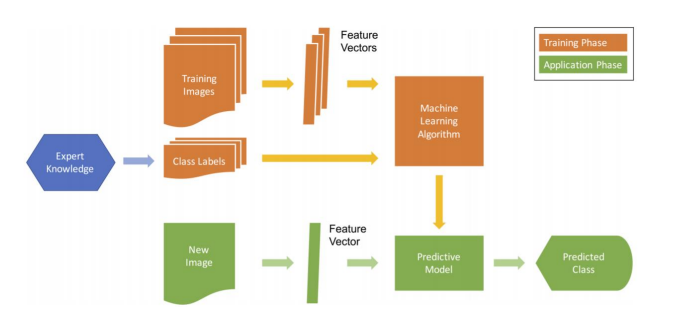 Feature
Vectors
Training Phase
Application Phase
Training
Images
Machine
Learning
Algorithm
Expert
Knowledge
Class Labels
Feature
Vector
New
Image
Predictive
Model
Predicted
Class